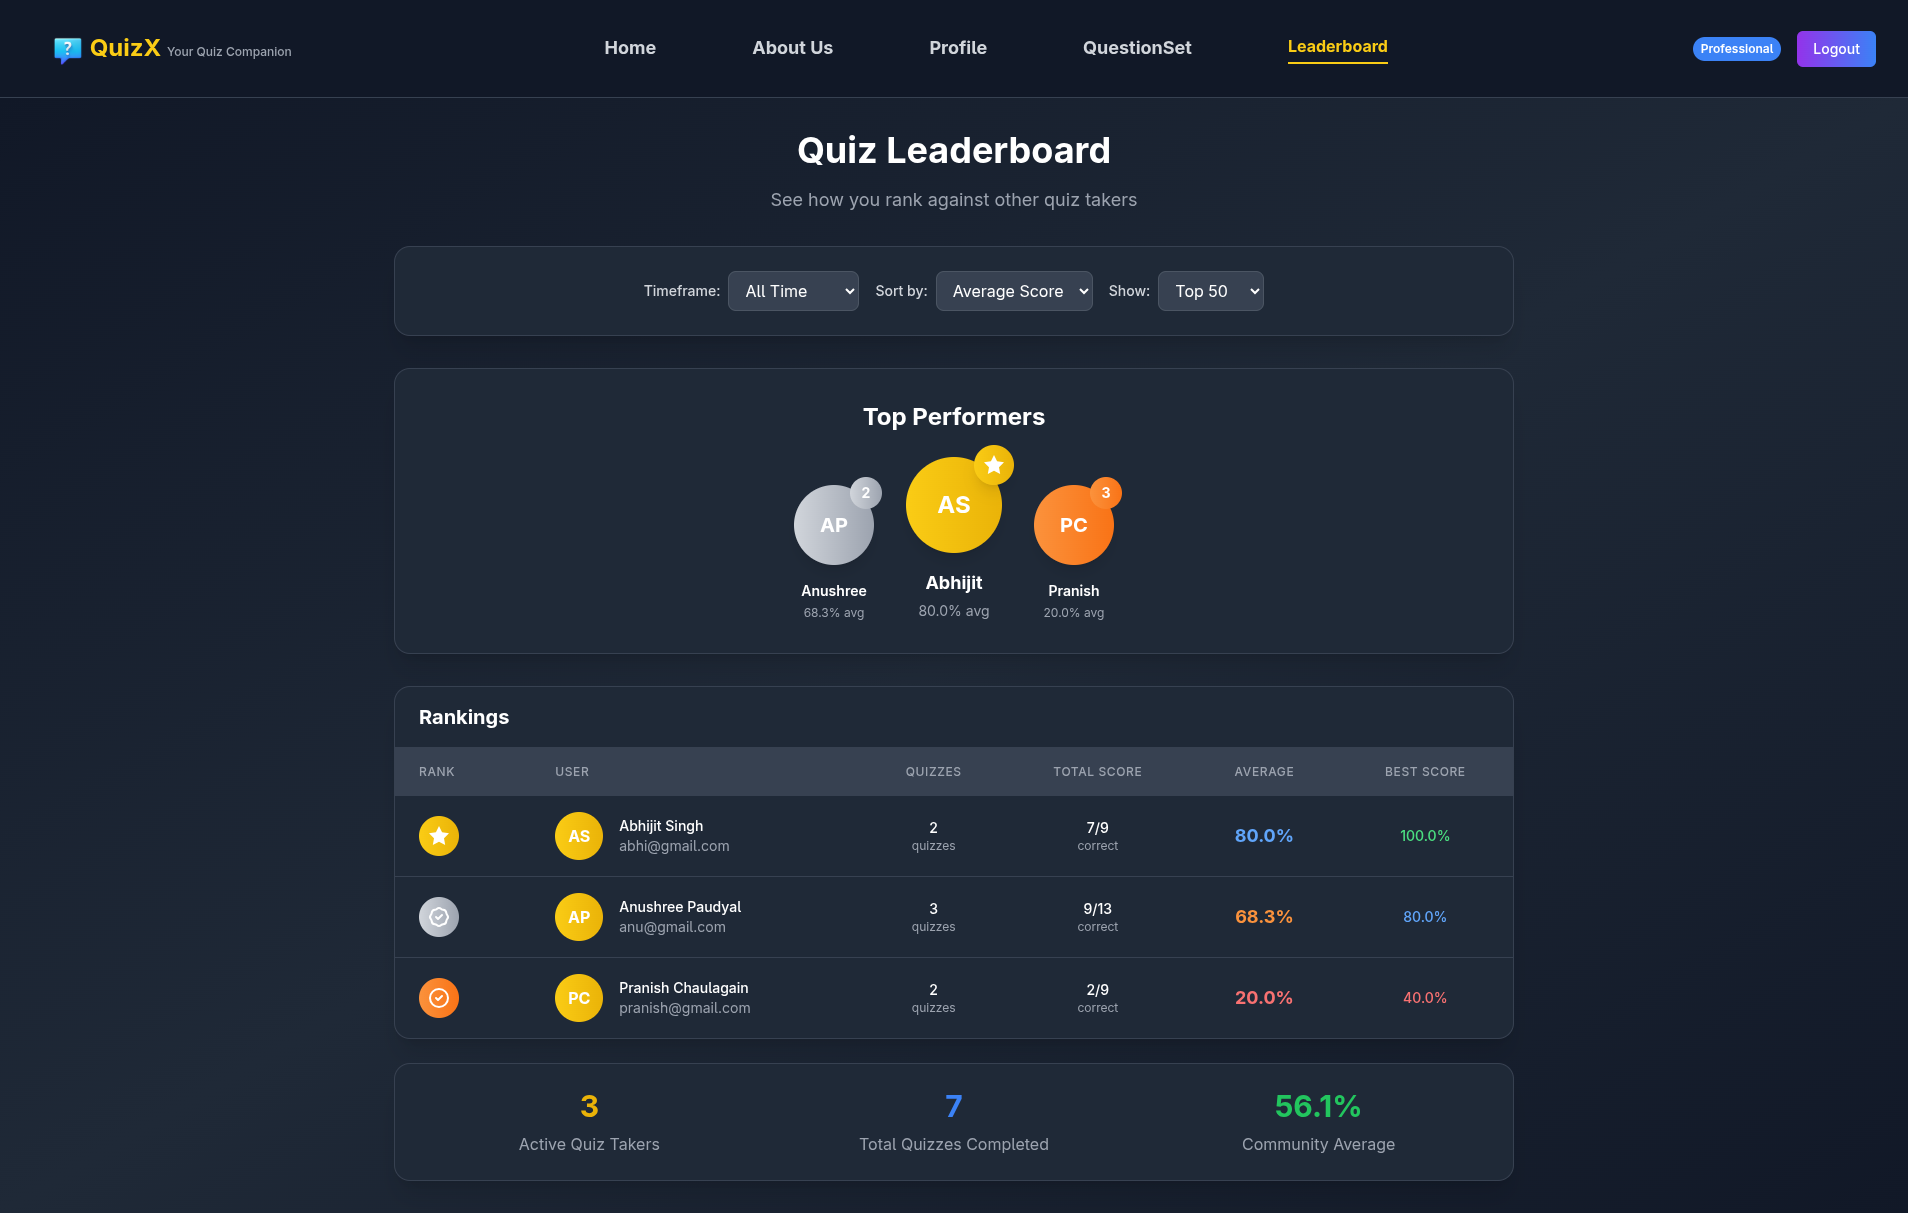 QuizX Your Quiz Companion
Home About Us Profile QuestionSet Leaderboard
Professional Logout
Quiz Leaderboard
See how you rank against other quiz takers
Timeframe: All Time Sort by: Average Score Show: Top 50
Top Performers
2 3
AP AS PC
Anushree Abhijit Pranish
68.3% avg 80.0% avg 20.0% avg
Rankings
RANK USER QUIZZES TOTAL SCORE AVERAGE BEST SCORE
AS Abhijit Singh 2 7/9 80.0% 100.0%
abhi@gmail.com quizzes correct
AP Anushree Paudyal 3 9/13 68.3% 80.0%
anu@gmail.com quizzes correct
PC Pranish Chaulagain 2 2/9 20.0% 40.0%
pranish@gmail.com quizzes correct
3 7 56.1%
Active Quiz Takers Total Quizzes Completed Community Average